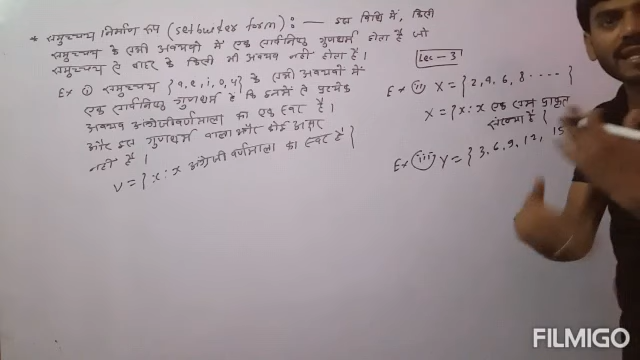 * समुच्चय निर्माण रूप (set builder form) : — इस विधि में, किसी
समुच्चय के सभी अवयवों में एक सार्वनिष्ठ गुणधर्म होता है जो
समुच्चय से बाहर के किसी भी अवयव नहीं होता है।
Ex ① समुच्चय {a, e, i, o, u} के सभी अवयवों में
एक सार्वनिष्ठ गुणधर्म है कि इनमें से प्रत्येक
अवयव अंग्रेजी वर्णमाला का एक स्वर है।
और इस गुणधर्म वाला और कोई अक्षर
नहीं है।
V = {x : x अंग्रेजी वर्णमाला का स्वर है}
Lec - 3
Ex (ii) X = {2, 4, 6, 8 ....}
X = {x : x एक सम प्राकृत
संख्या है}
Ex (iii) Y = {3, 6, 9, 12, 15
FILMIGO